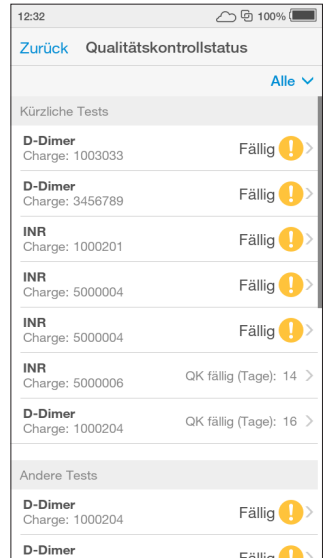 12:32 100%
Zurück Qualitätskontrollstatus
Alle
Kürzliche Tests
D-Dimer
Charge: 1003033
Fällig
D-Dimer
Charge: 3456789
Fällig
INR
Charge: 1000201
Fällig
INR
Charge: 5000004
Fällig
INR
Charge: 5000004
Fällig
INR
Charge: 5000006
QK fällig (Tage): 14
D-Dimer
Charge: 1000204
QK fällig (Tage): 16
Andere Tests
D-Dimer
Charge: 1000204
Fällig
D-Dimer
Fällig